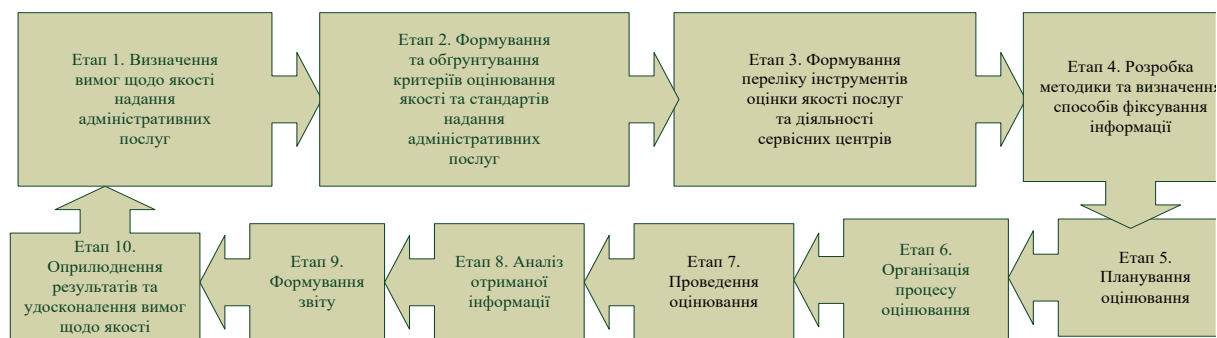 Етап 1. Визначення
вимог щодо якості
надання
адміністративних
послуг
Етап 2. Формування
та обґрунтування
критеріїв оцінювання
якості та стандартів
надання
адміністративних
послуг
Етап 3. Формування
переліку інструментів
оцінки якості послуг
та діяльності
сервісних центрів
Етап 4. Розробка
методики та визначення
способів фіксування
інформації
Етап 5.
Планування
оцінювання
Етап 6.
Організація
процесу
оцінювання
Етап 7.
Проведення
оцінювання
Етап 8. Аналіз
отриманої
інформації
Етап 9.
Формування
звіту
Етап 10.
Оприлюднення
результатів та
удосконалення вимог
щодо якості